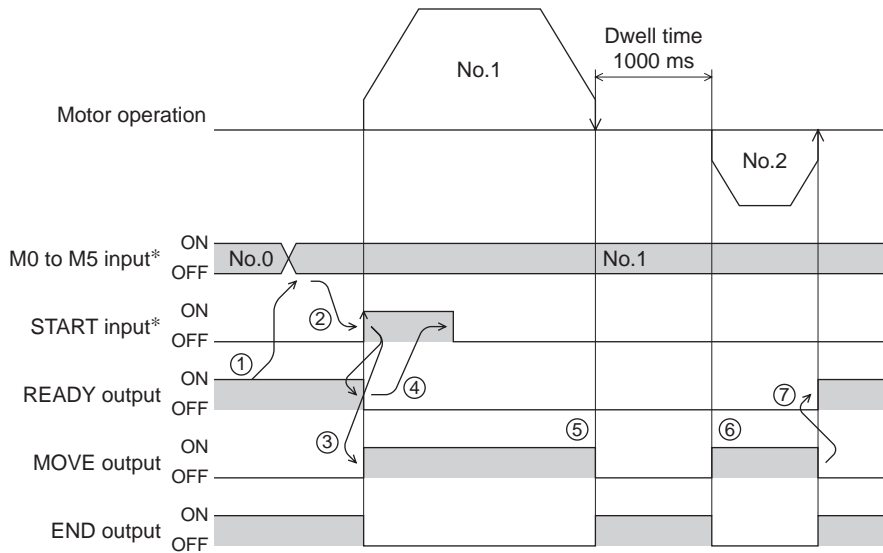 Dwell time
1000 ms
No.1
Motor operation
No.2
M0 to M5 input*
ON
OFF
No.0
No.1
START input*
ON
OFF
②
①
READY output
ON
OFF
④
⑦
③
⑤
⑥
MOVE output
ON
OFF
END output
ON
OFF